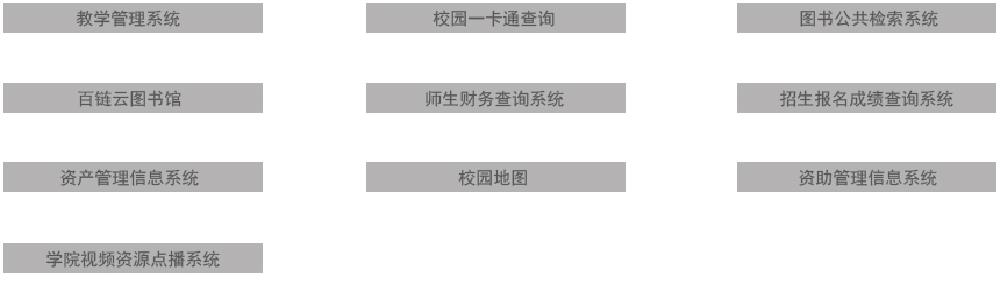 教学管理系统
校园一卡通查询
图书公共检索系统
百链云图书馆
师生财务查询系统
招生报名成绩查询系统
资产管理信息系统
校园地图
资助管理信息系统
学院视频资源点播系统